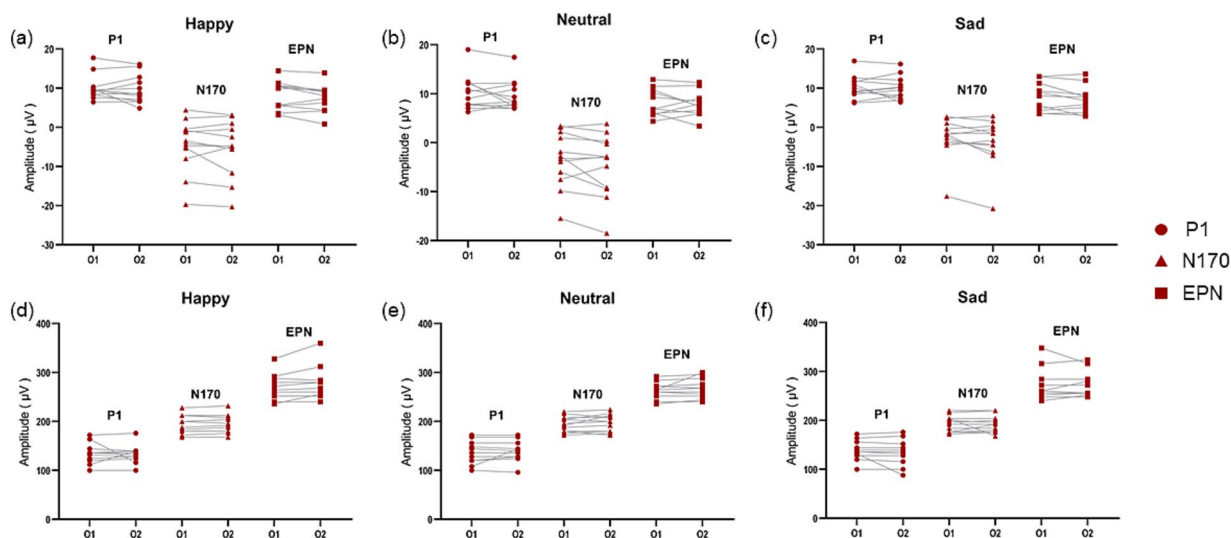 (a)
Happy
P1
N170
EPN
Amplitude ( µV )
20
10
0
-10
-20
-30
O1 O2 O1 O2 O1 O2
(b)
Neutral
P1
N170
EPN
Amplitude ( µV )
20
10
0
-10
-20
O1 O2 O1 O2 O1 O2
(c)
Sad
P1
N170
EPN
Amplitude ( µV )
20
10
0
-10
-20
-30
O1 O2 O1 O2 O1 O2
P1
N170
EPN
(d)
Happy
P1
N170
EPN
Amplitude ( µV )
400
300
200
100
0
O1 O2 O1 O2 O1 O2
(e)
Neutral
P1
N170
EPN
Amplitude ( µV )
400
300
200
100
0
O1 O2 O1 O2 O1 O2
(f)
Sad
P1
N170
EPN
Amplitude ( µV )
400
300
200
100
0
O1 O2 O1 O2 O1 O2